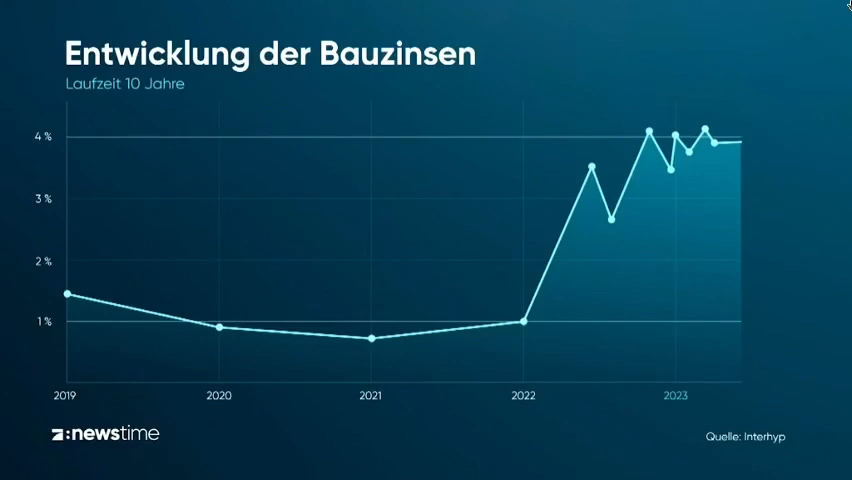 Entwicklung der Bauzinsen
Laufzeit 10 Jahre
4 %
3 %
2 %
1 %
2019 2020 2021 2022 2023
:newstime
Quelle: Interhyp